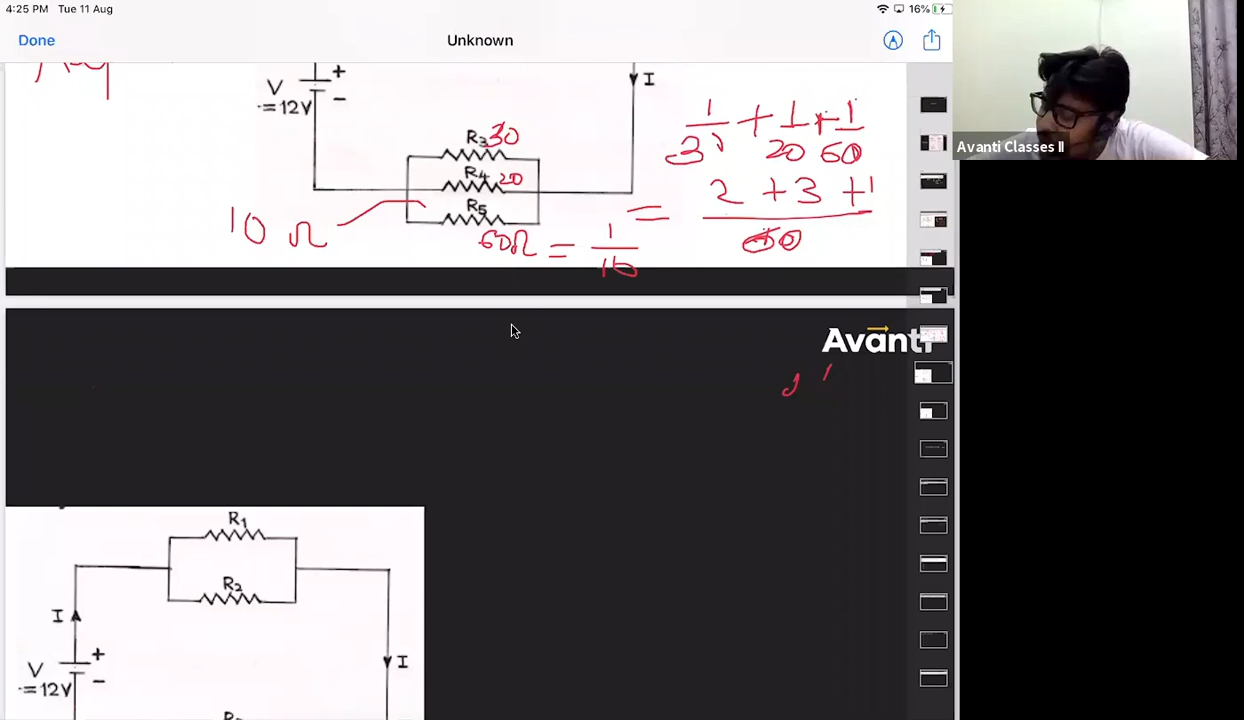 4:25 PM Tue 11 Aug
16%
Done
Unknown
I
V
=12V
+
-
R3 30
R4 20
R5
60Ω
10 Ω
1/30 + 1/20 + 1/60
= 2 + 3 + 1 / 60
= 1/10
Avanti Classes II
Avanti
R1
R2
I
V
=12V
+
-
I